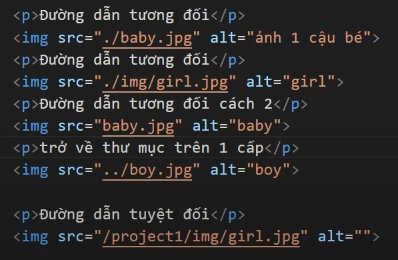 <p>Đường dẫn tương đối</p>
<img src="./baby.jpg" alt="ảnh 1 cậu bé">
<p>Đường dẫn tương đối</p>
<img src="./img/girl.jpg" alt="girl">
<p>Đường dẫn tương đối cách 2</p>
<img src="baby.jpg" alt="baby">
<p>trở về thư mục trên 1 cấp</p>
<img src="../boy.jpg" alt="boy">
<p>Đường dẫn tuyệt đối</p>
<img src="/project1/img/girl.jpg" alt="">